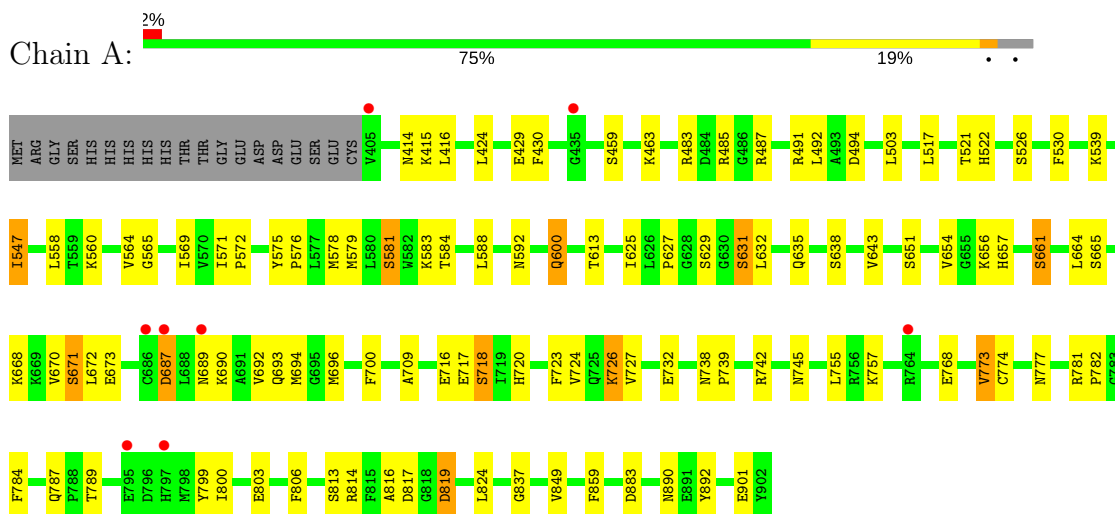 2%
Chain A:
75% 19% • •
MET ARG GLY SER HIS HIS HIS HIS HIS HIS THR THR GLY GLU ASP ASP GLU SER GLU CYS V405 N414 K415 L416 L424 E429 F430 G435 S459 K463 R483 D484 R485 G486 R487 R491 L492 A493 D494 L503 L517 T521 H522 S526 F530 K539
I547 L558 T559 K560 V564 G565 I569 V570 I571 P572 Y575 P576 L577 M578 M579 L580 S581 W582 K583 T584 L588 N592 Q600 T613 I625 L626 P627 G628 S629 G630 S631 L632 Q635 S638 V643 S651 V654 G655 K656 H657 S661 L664 S665
K668 K669 V670 S671 L672 E673 C686 D687 L688 N689 K690 A691 V692 Q693 M694 G695 M696 F700 A709 E716 E717 S718 I719 H720 F723 V724 Q725 K726 V727 E732 N738 P739 R742 N745 L755 R756 K757 R764 E768 V773 C774 N777 R781 P782 G783
F784 Q787 P788 T789 E795 D796 H797 M798 Y799 I800 E803 F806 S813 R814 F815 A816 D817 G818 D819 L824 G837 V849 F859 D883 N890 E891 Y892 E901 Y902